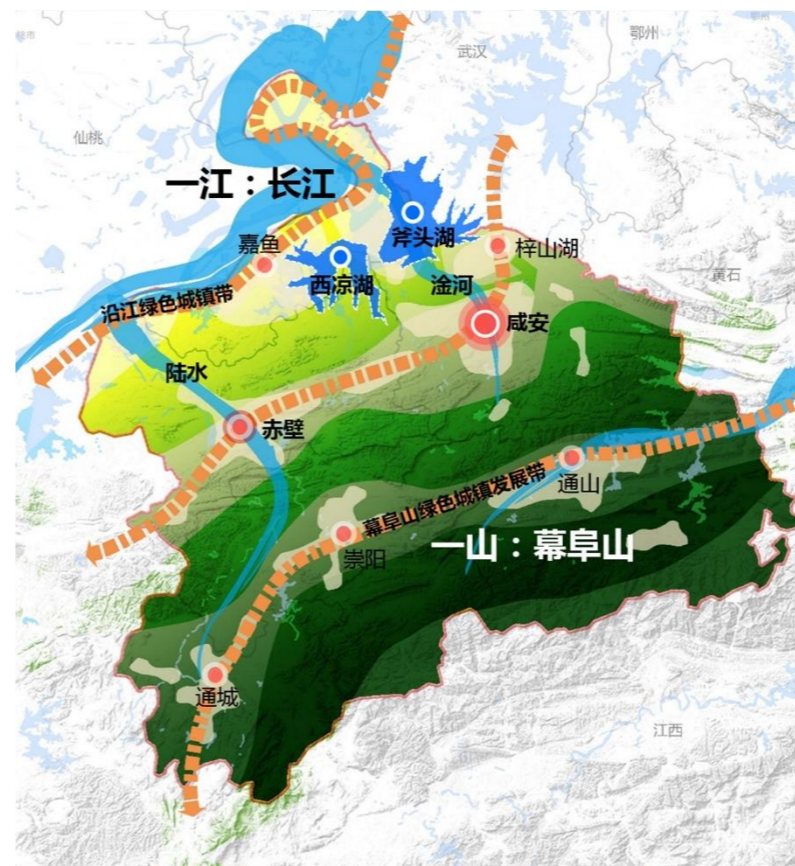 鄂州
武汉
仙桃
一江：长江
斧头湖
嘉鱼
梓山湖
西凉湖
淦河
黄石
沿江绿色城镇带
咸安
陆水
赤壁
通山
幕阜山绿色城镇发展带
一山：幕阜山
崇阳
通城
江西